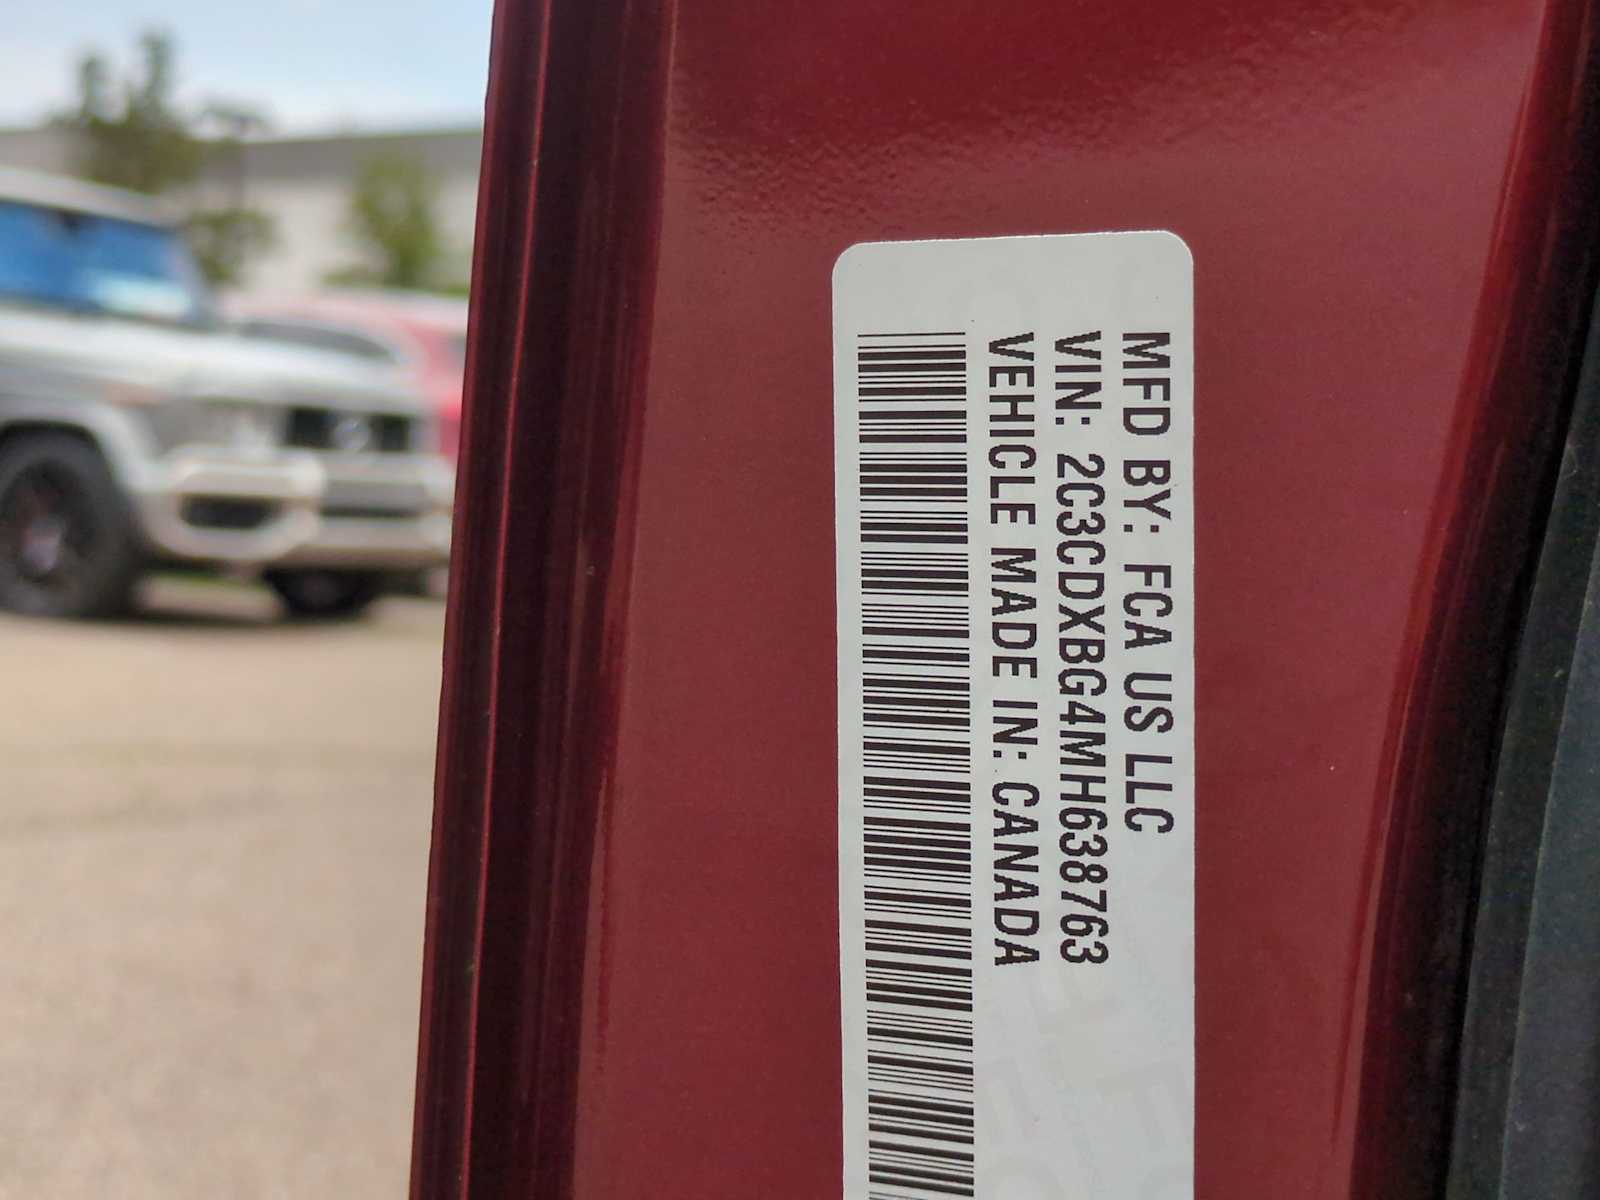 MFD BY: FCA US LLC
VIN: 2C3CDXBG4MH638763
VEHICLE MADE IN: CANADA